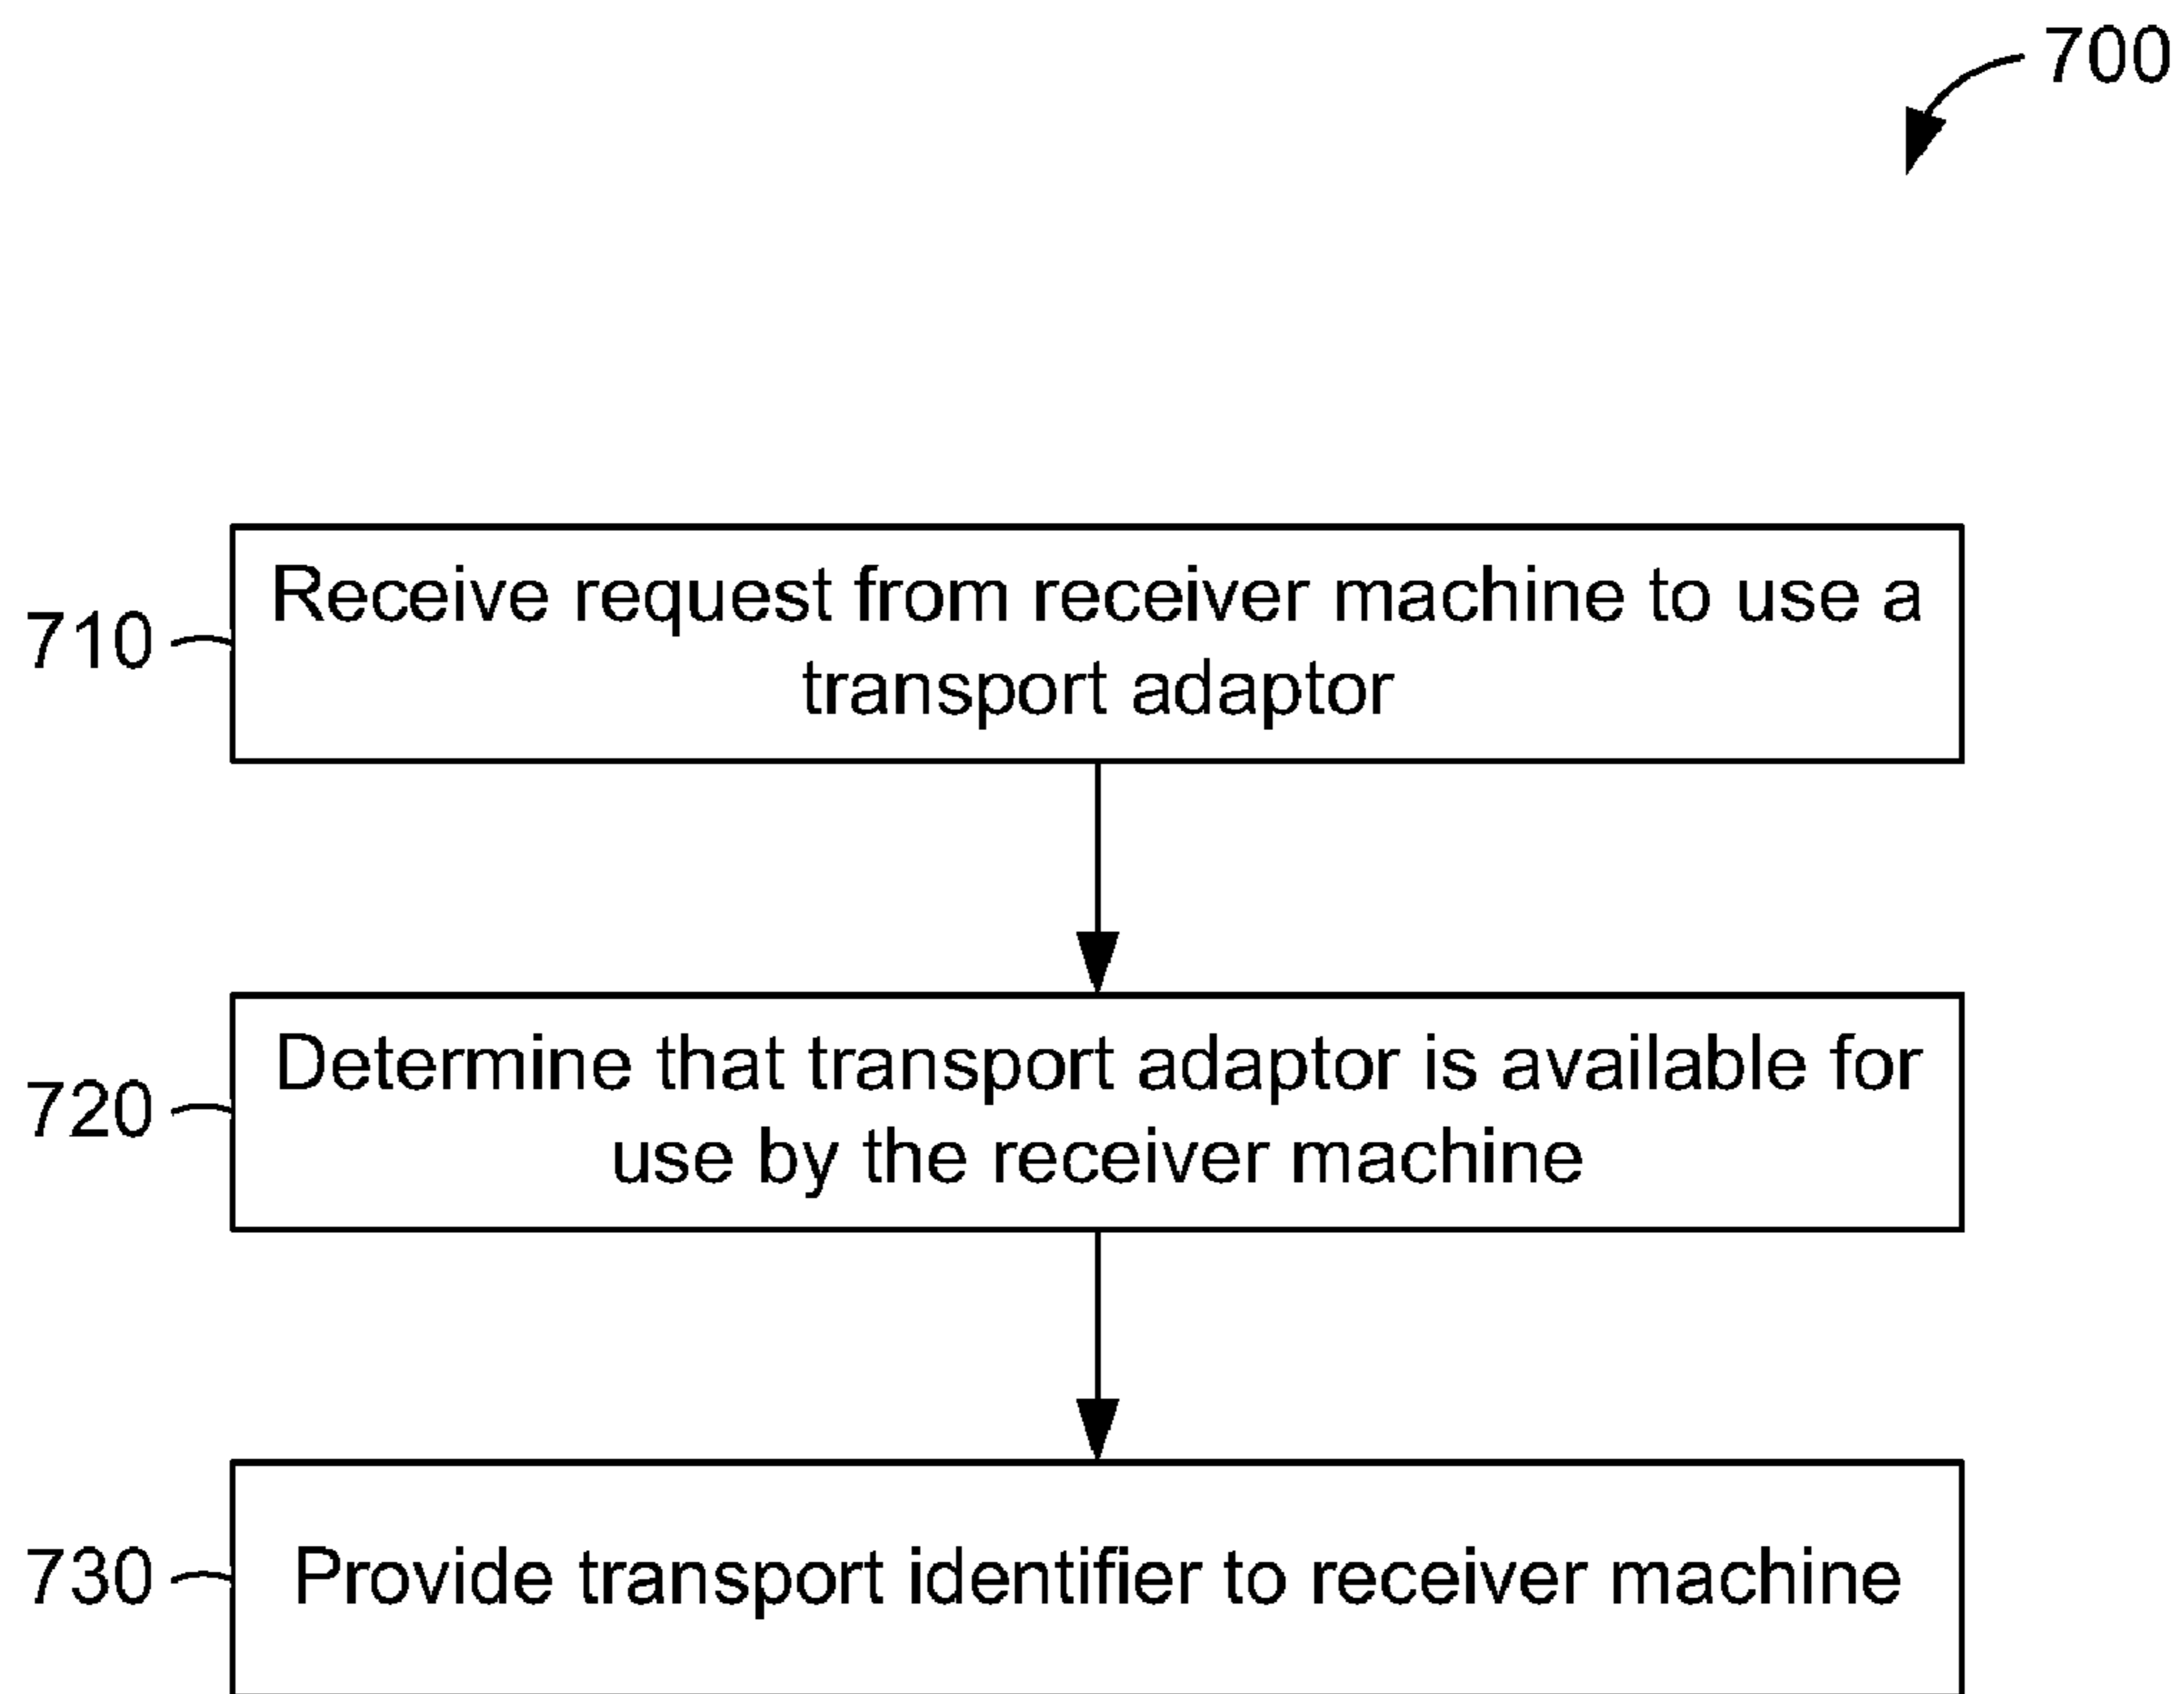 700
710
Receive request from receiver machine to use a
transport adaptor
720
Determine that transport adaptor is available for
use by the receiver machine
730
Provide transport identifier to receiver machine